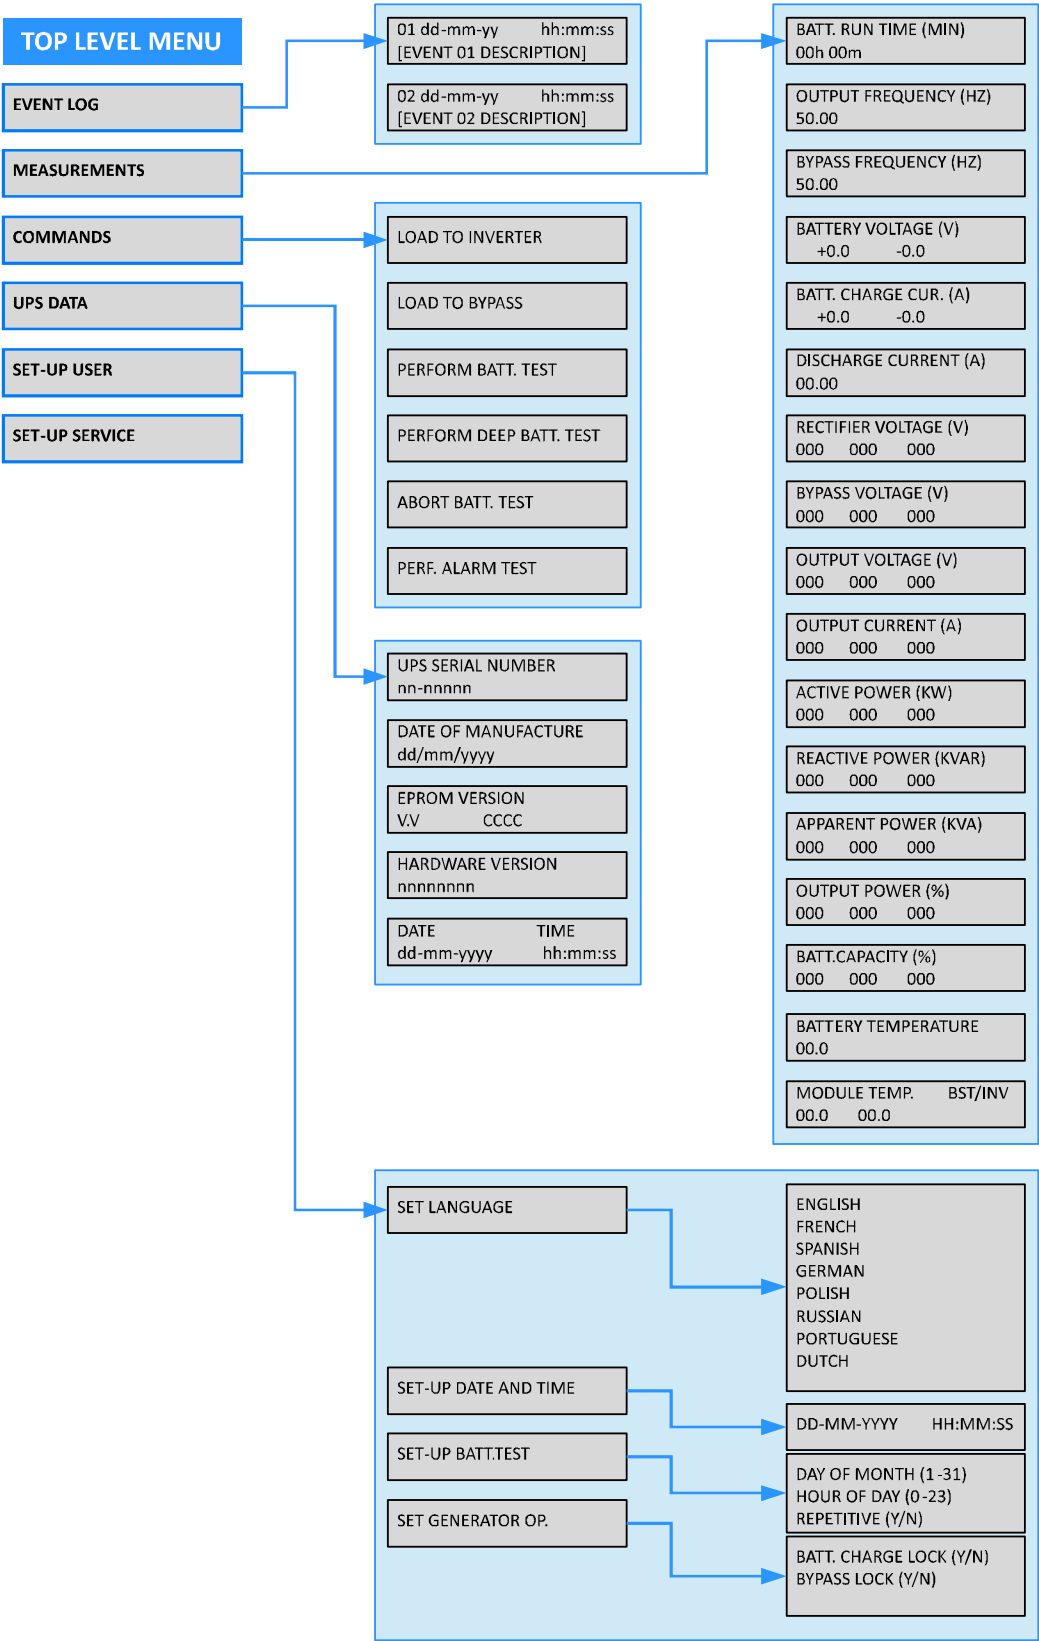 TOP LEVEL MENU
EVENT LOG
MEASUREMENTS
COMMANDS
UPS DATA
SET-UP USER
SET-UP SERVICE
01 dd-mm-yy hh:mm:ss
[EVENT 01 DESCRIPTION]
02 dd-mm-yy hh:mm:ss
[EVENT 02 DESCRIPTION]
LOAD TO INVERTER
LOAD TO BYPASS
PERFORM BATT. TEST
PERFORM DEEP BATT. TEST
ABORT BATT. TEST
PERF. ALARM TEST
UPS SERIAL NUMBER
nn-nnnnn
DATE OF MANUFACTURE
dd/mm/yyyy
EPROM VERSION
V.V CCCC
HARDWARE VERSION
nnnnnnnn
DATE TIME
dd-mm-yyyy hh:mm:ss
BATT. RUN TIME (MIN)
00h 00m
OUTPUT FREQUENCY (HZ)
50.00
BYPASS FREQUENCY (HZ)
50.00
BATTERY VOLTAGE (V)
+0.0 -0.0
BATT. CHARGE CUR. (A)
+0.0 -0.0
DISCHARGE CURRENT (A)
00.00
RECTIFIER VOLTAGE (V)
000 000 000
BYPASS VOLTAGE (V)
000 000 000
OUTPUT VOLTAGE (V)
000 000 000
OUTPUT CURRENT (A)
000 000 000
ACTIVE POWER (KW)
000 000 000
REACTIVE POWER (KVAR)
000 000 000
APPARENT POWER (KVA)
000 000 000
OUTPUT POWER (%)
000 000 000
BATT.CAPACITY (%)
000 000 000
BATTERY TEMPERATURE
00.0
MODULE TEMP. BST/INV
00.0 00.0
SET LANGUAGE
ENGLISH
FRENCH
SPANISH
GERMAN
POLISH
RUSSIAN
PORTUGUESE
DUTCH
SET-UP DATE AND TIME
DD-MM-YYYY HH:MM:SS
SET-UP BATT.TEST
DAY OF MONTH (1-31)
HOUR OF DAY (0-23)
REPETITIVE (Y/N)
SET GENERATOR OP.
BATT. CHARGE LOCK (Y/N)
BYPASS LOCK (Y/N)